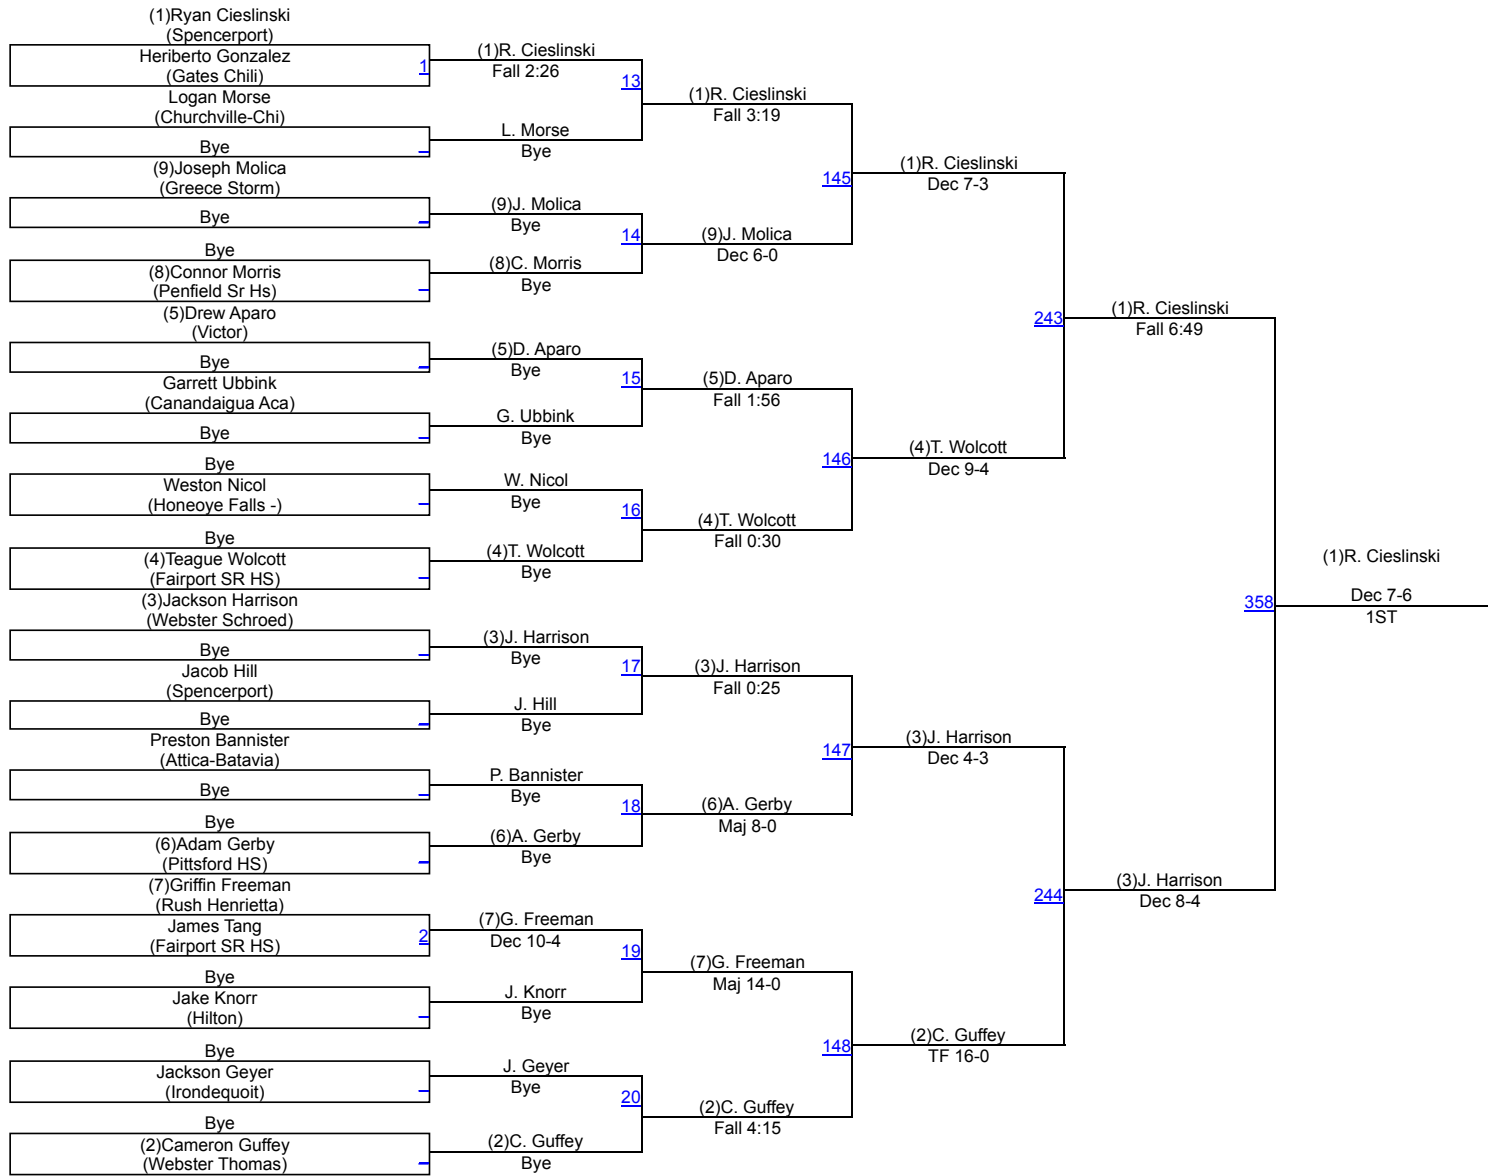 (1)Ryan Cieslinski
(Spencerport)
Heriberto Gonzalez
(Gates Chili)
1
Logan Morse
(Churchville-Chi)
Bye
(9)Joseph Molica
(Greece Storm)
Bye
Bye
(8)Connor Morris
(Penfield Sr Hs)
(5)Drew Aparo
(Victor)
Bye
Garrett Ubbink
(Canandaigua Aca)
Bye
Bye
Weston Nicol
(Honeoye Falls -)
Bye
(4)Teague Wolcott
(Fairport SR HS)
(3)Jackson Harrison
(Webster Schroed)
Bye
Jacob Hill
(Spencerport)
Bye
Preston Bannister
(Attica-Batavia)
Bye
Bye
(6)Adam Gerby
(Pittsford HS)
(7)Griffin Freeman
(Rush Henrietta)
James Tang
(Fairport SR HS)
2
Bye
Jake Knorr
(Hilton)
Bye
Jackson Geyer
(Irondequoit)
Bye
(2)Cameron Guffey
(Webster Thomas)
(1)R. Cieslinski
Fall 2:26
13
L. Morse
Bye
(9)J. Molica
Bye
14
(8)C. Morris
Bye
(5)D. Aparo
Bye
15
G. Ubbink
Bye
W. Nicol
Bye
16
(4)T. Wolcott
Bye
(3)J. Harrison
Bye
17
J. Hill
Bye
P. Bannister
Bye
18
(6)A. Gerby
Bye
(7)G. Freeman
Dec 10-4
19
J. Knorr
Bye
J. Geyer
Bye
20
(2)C. Guffey
Bye
(1)R. Cieslinski
Fall 3:19
145
(9)J. Molica
Dec 6-0
(5)D. Aparo
Fall 1:56
146
(4)T. Wolcott
Fall 0:30
(3)J. Harrison
Fall 0:25
147
(6)A. Gerby
Maj 8-0
(7)G. Freeman
Maj 14-0
148
(2)C. Guffey
Fall 4:15
(1)R. Cieslinski
Dec 7-3
243
(4)T. Wolcott
Dec 9-4
(3)J. Harrison
Dec 4-3
244
(2)C. Guffey
TF 16-0
(1)R. Cieslinski
Fall 6:49
358
(3)J. Harrison
Dec 8-4
(1)R. Cieslinski
Dec 7-6
1ST